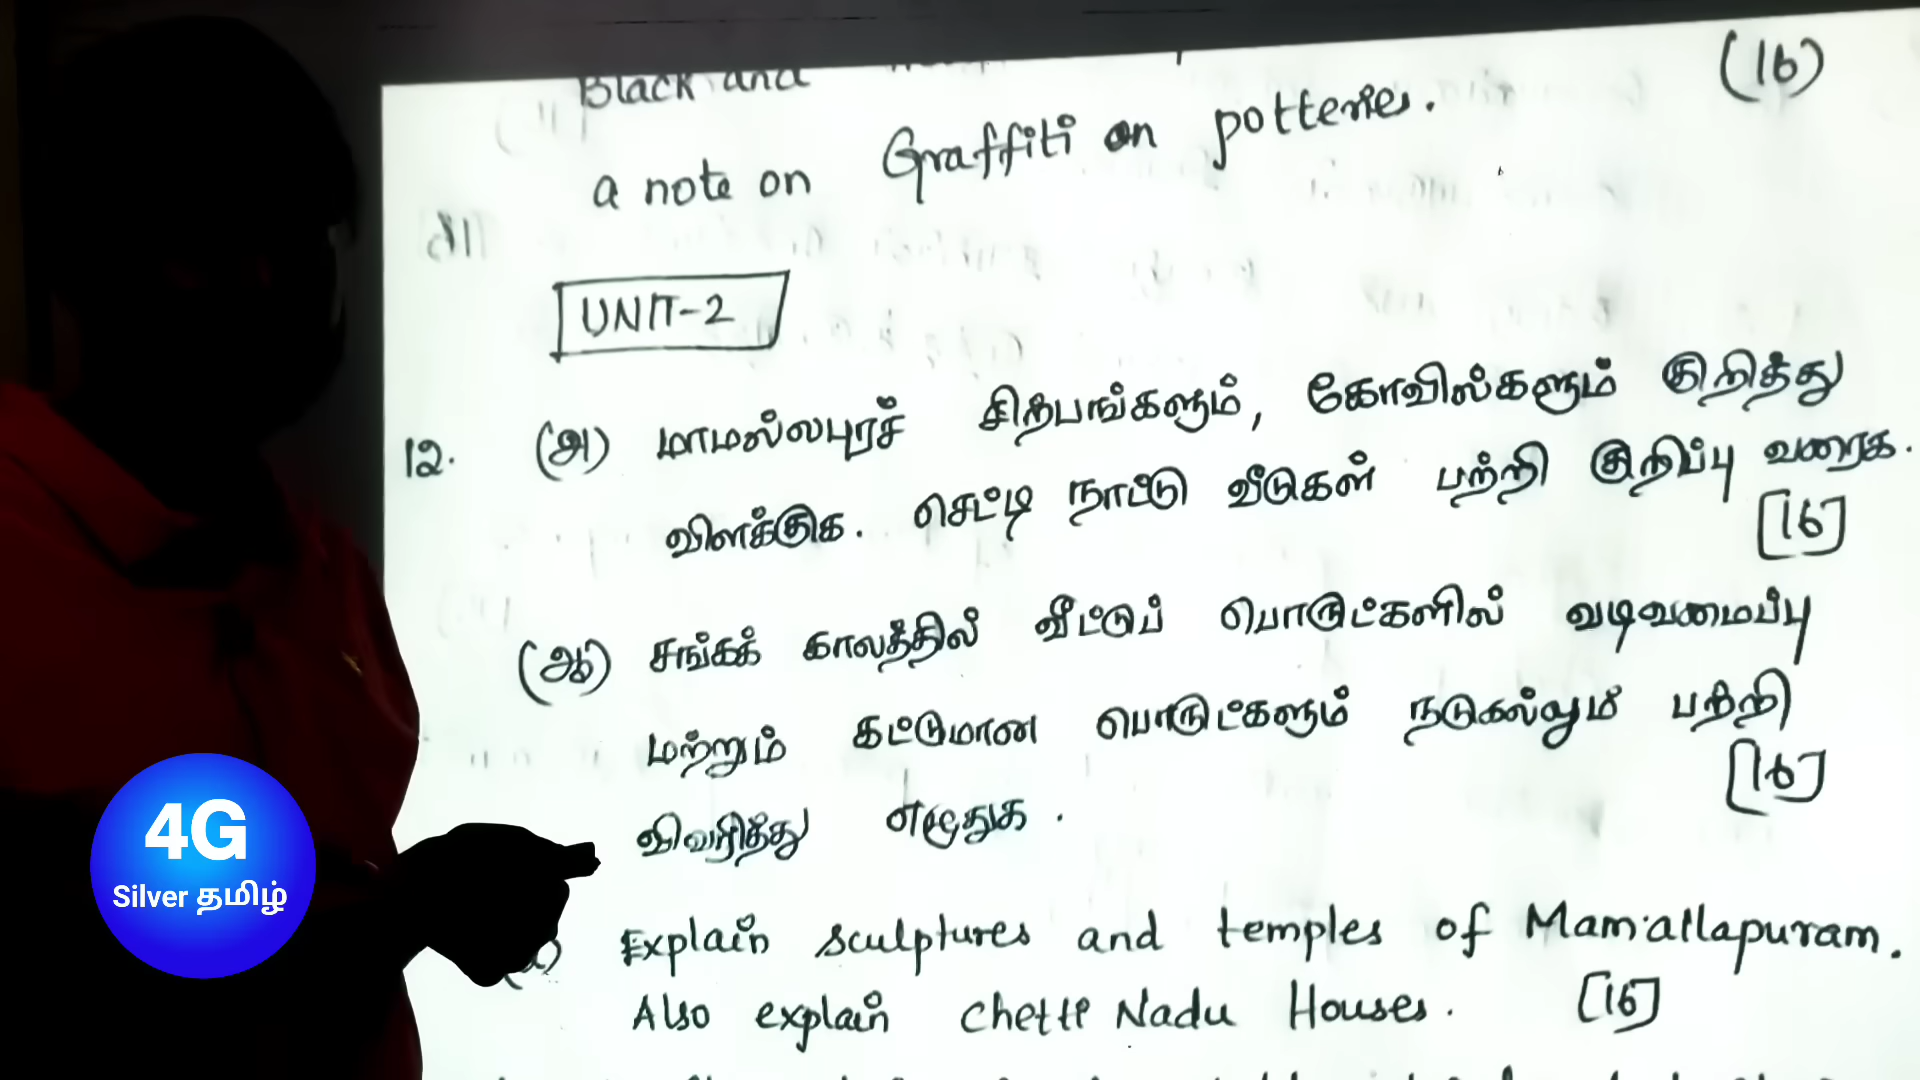 Black and
(16)
a note on Graffiti on potteries.
UNIT-2
12. (அ) மாமல்லபுரச் சிற்பங்களும், கோவில்களும் குறித்து
விளக்குக. செட்டி நாட்டு வீடுகள் பற்றி குறிப்பு வரைக.
[16]
(ஆ) சங்கக் காலத்தில் வீட்டுப் பொருட்களில் வடிவமைப்பு
மற்றும் கட்டுமான பொருட்களும் நடுகல்லும் பற்றி
[16]
விவரித்து எழுதுக.
Explain sculptures and temples of Mamallapuram.
Also explain Chetti Nadu Houses. [16]
4G
Silver தமிழ்